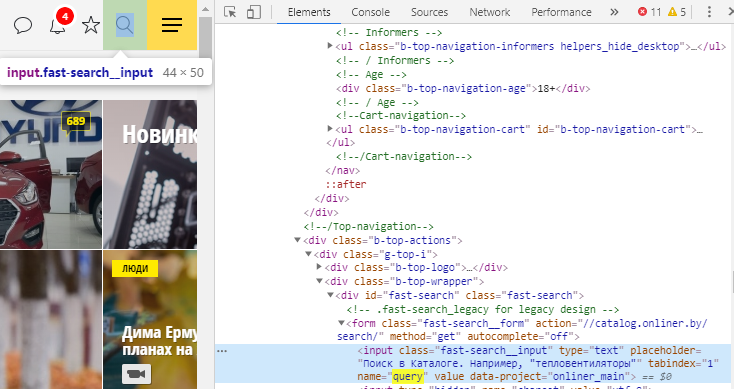 4
input.fast-search__input 44 × 50
689
Новинк
ЛЮДИ
Дима Ерму
планах на
Elements Console Sources Network Performance » 11 5
<!-- Informers -->
▶<ul class="b-top-navigation-informers helpers_hide_desktop">…</ul>
<!-- / Informers -->
<!-- Age -->
<div class="b-top-navigation-age">18+</div>
<!-- / Age -->
<!--Cart-navigation-->
▶<ul class="b-top-navigation-cart" id="b-top-navigation-cart">…
</ul>
<!--/Cart-navigation-->
</nav>
::after
</div>
</div>
<!--/Top-navigation-->
▼<div class="b-top-actions">
▼<div class="g-top-i">
▶<div class="b-top-logo">…</div>
▼<div class="b-top-wrapper">
▼<div id="fast-search" class="fast-search">
<!-- .fast-search_legacy for legacy design -->
▼<form class="fast-search__form" action="//catalog.onliner.by/
search/" method="get" autocomplete="off">
… <input class="fast-search__input" type="text" placeholder=
"Поиск в Каталоге. Например, "тепловентиляторы"" tabindex="1"
name="query" value data-project="onliner_main"> == $0